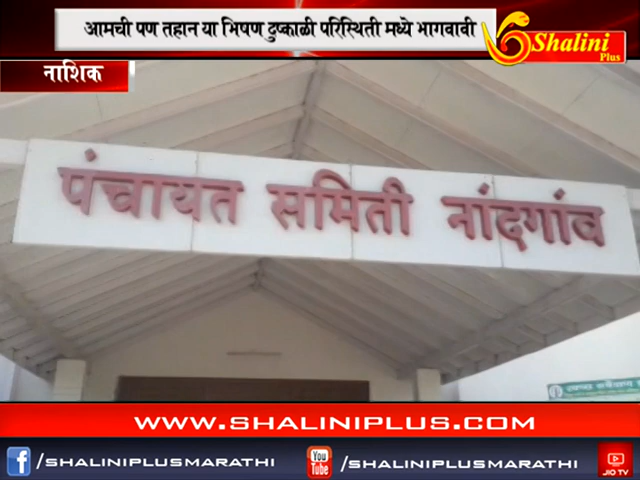 आमची पण तहान या भिषण दुष्काळी परिस्थिती मध्ये भागवावी
Shalini
Plus
नाशिक
पंचायत समिती नांदगांव
WWW.SHALINIPLUS.COM
/SHALINIPLUSMARATHI
You Tube
/SHALINIPLUSMARATHI
JIO TV